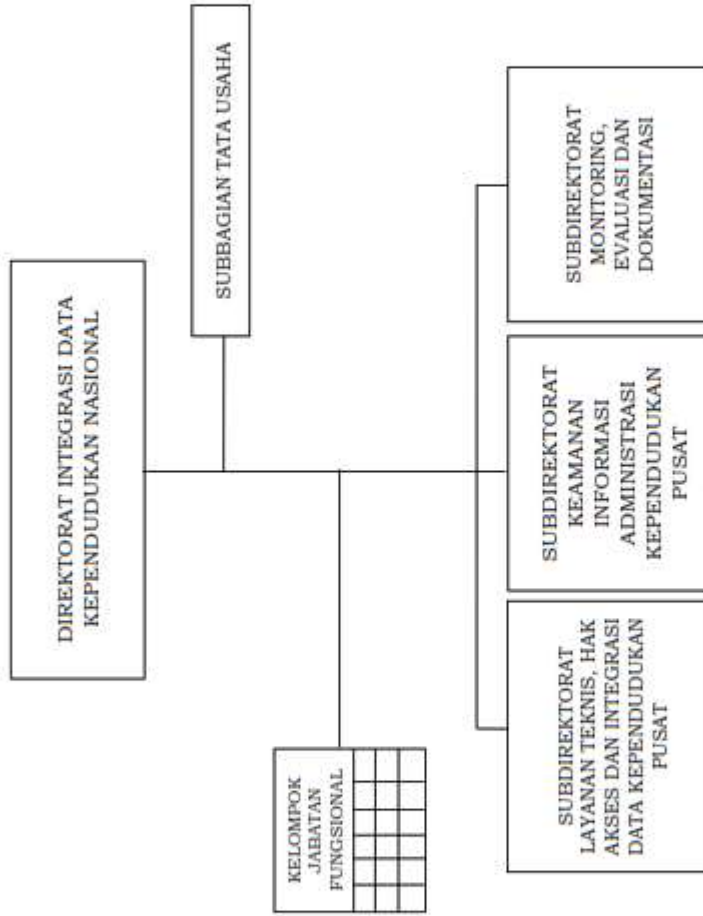 DIREKTORAT INTEGRASI DATA
KEPENDUDUKAN NASIONAL
SUBBAGIAN TATA USAHA
KELOMPOK
JABATAN
FUNGSIONAL
SUBDIREKTORAT
LAYANAN TEKNIS, HAK
AKSES DAN INTEGRASI
DATA KEPENDUDUKAN
PUSAT
SUBDIREKTORAT
KEAMANAN
INFORMASI
ADMINISTRASI
KEPENDUDUKAN
PUSAT
SUBDIREKTORAT
MONITORING,
EVALUASI DAN
DOKUMENTASI